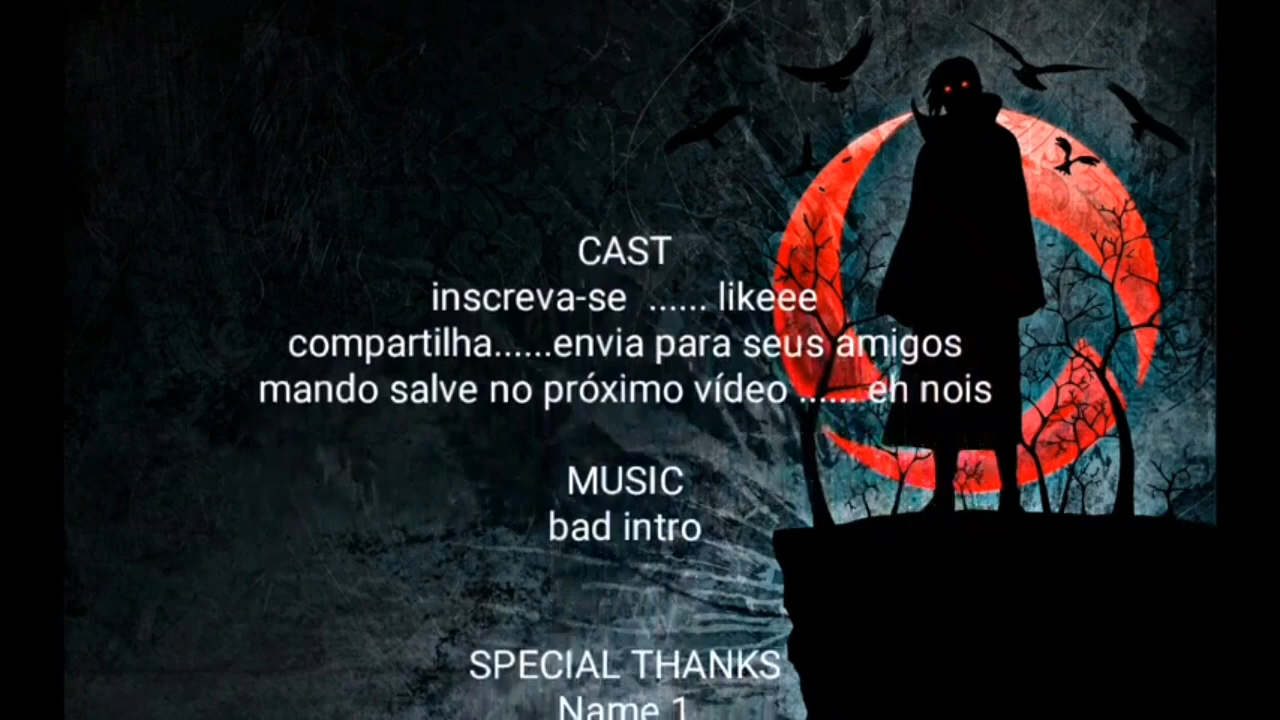 CAST
inscreva-se ...... likeee
compartilha......envia para seus amigos
mando salve no próximo vídeo ...... eh nois
MUSIC
bad intro
SPECIAL THANKS
Name 1